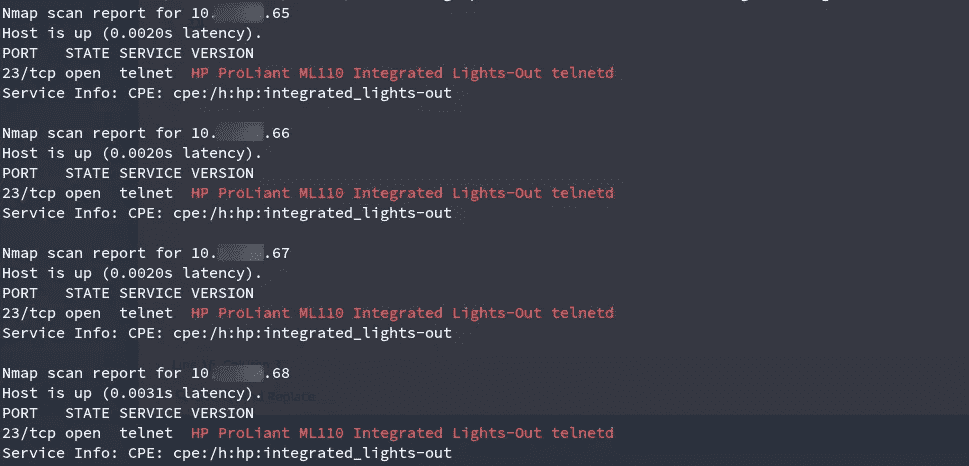 Nmap scan report for 10. .65
Host is up (0.0020s latency).
PORT   STATE SERVICE VERSION
23/tcp open  telnet  HP ProLiant ML110 Integrated Lights-Out telnetd
Service Info: CPE: cpe:/h:hp:integrated_lights-out

Nmap scan report for 10. .66
Host is up (0.0020s latency).
PORT   STATE SERVICE VERSION
23/tcp open  telnet  HP ProLiant ML110 Integrated Lights-Out telnetd
Service Info: CPE: cpe:/h:hp:integrated_lights-out

Nmap scan report for 10. .67
Host is up (0.0020s latency).
PORT   STATE SERVICE VERSION
23/tcp open  telnet  HP ProLiant ML110 Integrated Lights-Out telnetd
Service Info: CPE: cpe:/h:hp:integrated_lights-out

Nmap scan report for 10 .68
Host is up (0.0031s latency).
PORT   STATE SERVICE VERSION
23/tcp open  telnet  HP ProLiant ML110 Integrated Lights-Out telnetd
Service Info: CPE: cpe:/h:hp:integrated_lights-out